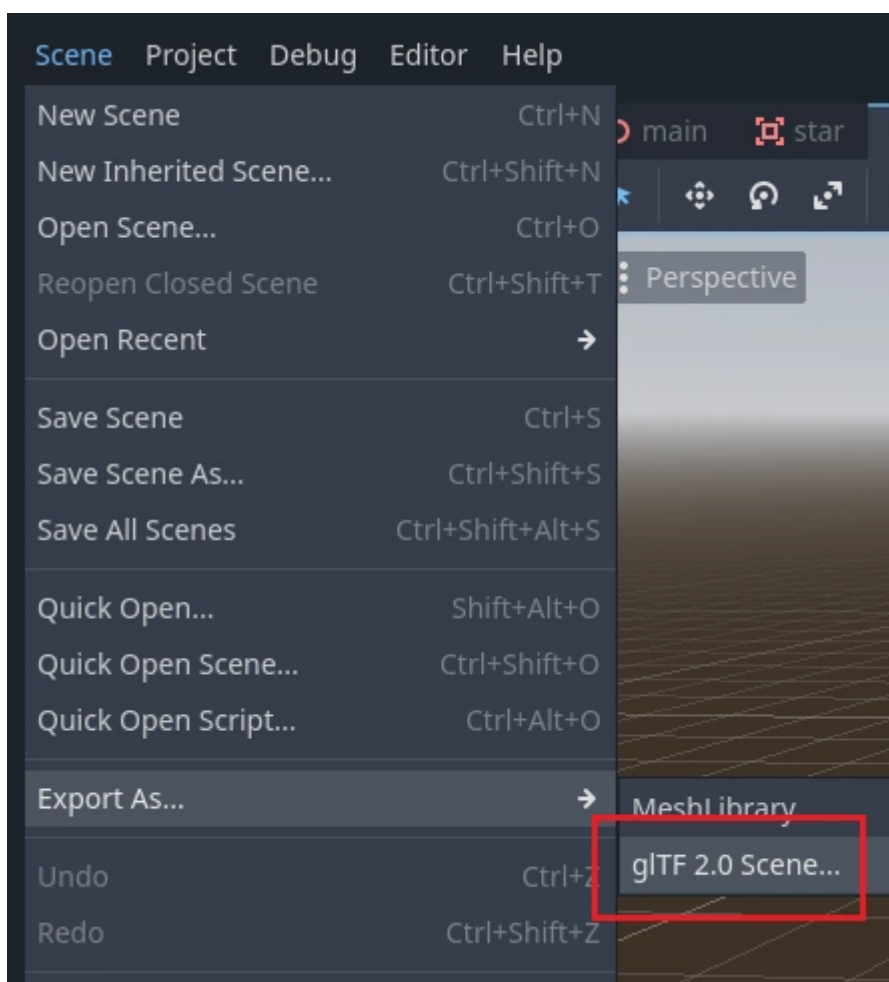 Scene Project Debug Editor Help
New Scene Ctrl+N
main star
New Inherited Scene... Ctrl+Shift+N
Open Scene... Ctrl+O
Reopen Closed Scene Ctrl+Shift+T
Perspective
Open Recent
Save Scene Ctrl+S
Save Scene As... Ctrl+Shift+S
Save All Scenes Ctrl+Shift+Alt+S
Quick Open... Shift+Alt+O
Quick Open Scene... Ctrl+Shift+O
Quick Open Script... Ctrl+Alt+O
Export As...
MeshLibrary
glTF 2.0 Scene...
Undo Ctrl+Z
Redo Ctrl+Shift+Z